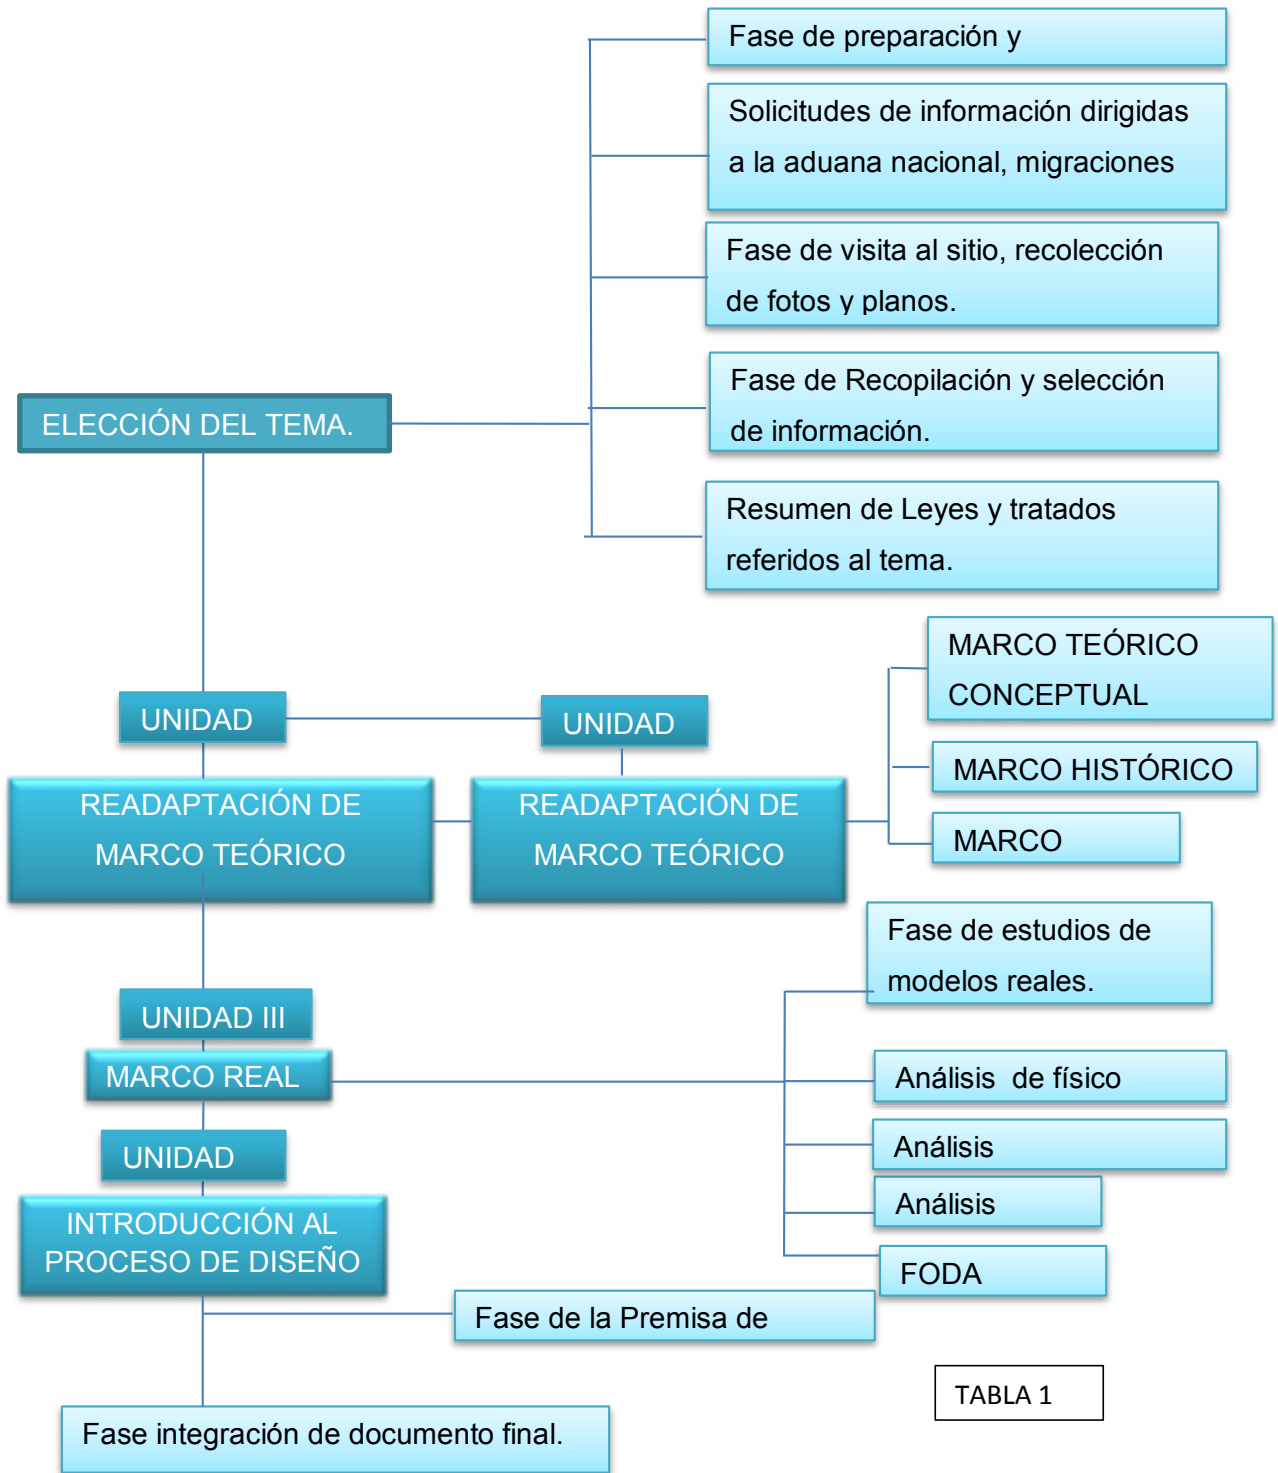 Fase de preparación y
Solicitudes de información dirigidas
a la aduana nacional, migraciones
Fase de visita al sitio, recolección
de fotos y planos.
Fase de Recopilación y selección
de información.
ELECCIÓN DEL TEMA.
Resumen de Leyes y tratados
referidos al tema.
MARCO TEÓRICO
CONCEPTUAL
UNIDAD
UNIDAD
MARCO HISTÓRICO
READAPTACIÓN DE
MARCO TEÓRICO
READAPTACIÓN DE
MARCO TEÓRICO
MARCO
Fase de estudios de
modelos reales.
UNIDAD III
MARCO REAL
Análisis  de físico
Análisis
UNIDAD
Análisis
INTRODUCCIÓN AL
PROCESO DE DISEÑO
FODA
Fase de la Premisa de
TABLA 1
Fase integración de documento final.